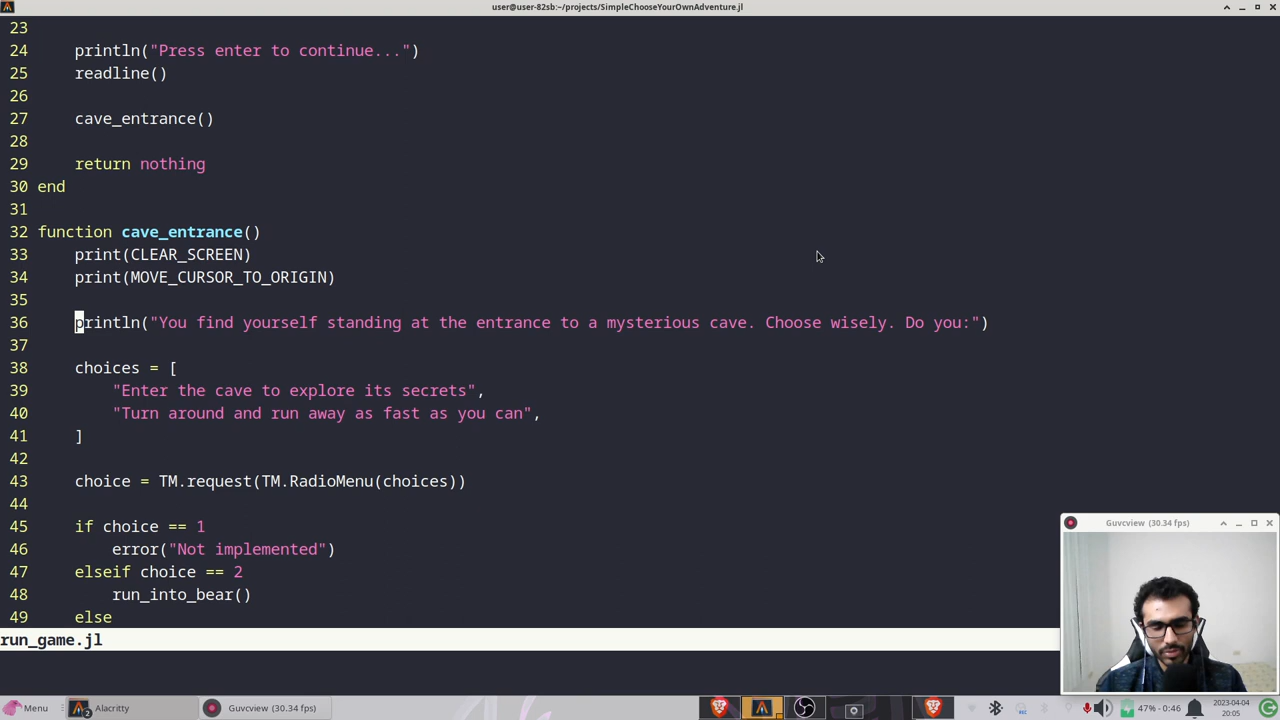 user@user-82sb:~/projects/SimpleChooseYourOwnAdventure.jl
23
24     println("Press enter to continue...")
25     readline()
26
27     cave_entrance()
28
29     return nothing
30 end
31
32 function cave_entrance()
33     print(CLEAR_SCREEN)
34     print(MOVE_CURSOR_TO_ORIGIN)
35
36     println("You find yourself standing at the entrance to a mysterious cave. Choose wisely. Do you:")
37
38     choices = [
39         "Enter the cave to explore its secrets",
40         "Turn around and run away as fast as you can",
41     ]
42
43     choice = TM.request(TM.RadioMenu(choices))
44
45     if choice == 1
46         error("Not implemented")
47     elseif choice == 2
48         run_into_bear()
49     else
run_game.jl
Guvcview (30.34 fps)
Menu
2
Alacritty
Guvcview (30.34 fps)
47% - 0:46
2023-04-04
20:05